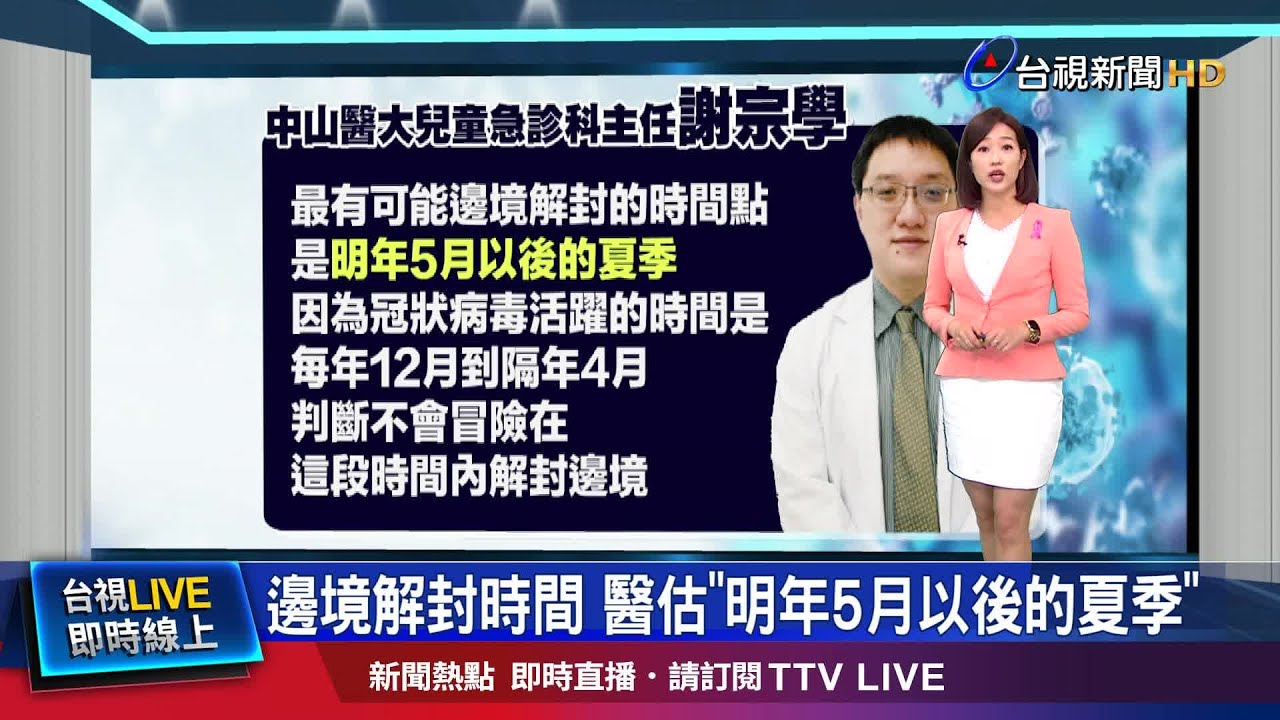 台視新聞HD
中山醫大兒童急診科主任謝宗學
最有可能邊境解封的時間點
是明年5月以後的夏季
因為冠狀病毒活躍的時間是
每年12月到隔年4月
判斷不會冒險在
這段時間內解封邊境
台視LIVE
即時線上
邊境解封時間 醫估"明年5月以後的夏季"
新聞熱點 即時直播·請訂閱TTV LIVE